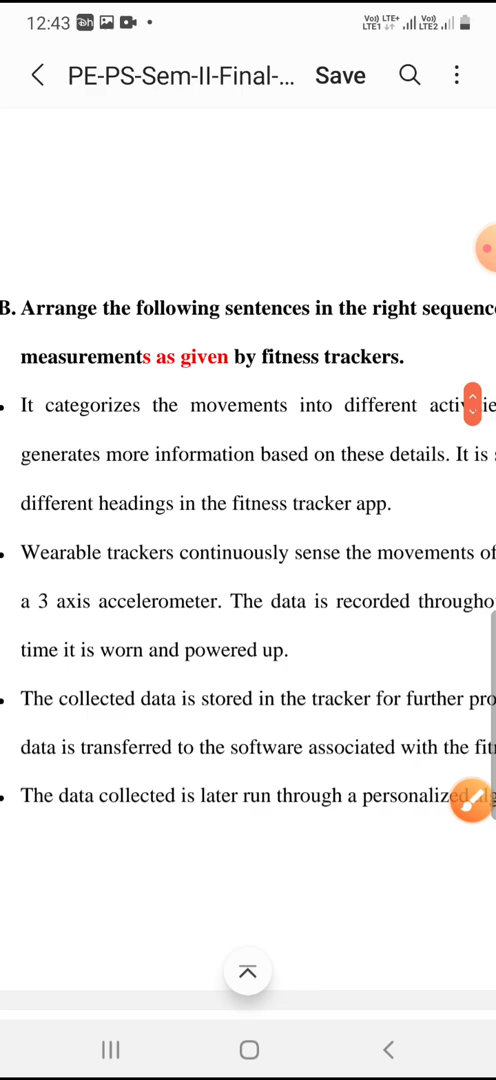 12:43
Vo)) LTE+ Vo))
LTE1 LTE2
PE-PS-Sem-II-Final-... Save
B. Arrange the following sentences in the right sequenc
measurements as given by fitness trackers.
It categorizes the movements into different
generates more information based on these details. It is
different headings in the fitness tracker app.
Wearable trackers continuously sense the movements of
a 3 axis accelerometer. The data is recorded througho
time it is worn and powered up.
The collected data is stored in the tracker for further pro
data is transferred to the software associated with the fit
The data collected is later run through a personalized